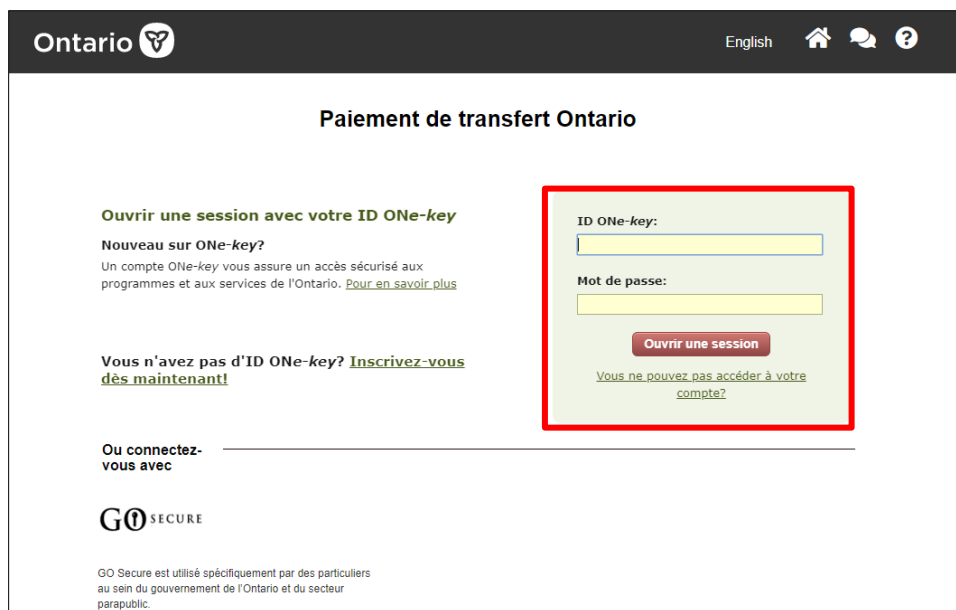 Ontario
English
Paiement de transfert Ontario
Ouvrir une session avec votre ID ONe-key
Nouveau sur ONe-key?
Un compte ONe-key vous assure un accès sécurisé aux
programmes et aux services de l'Ontario. Pour en savoir plus
Vous n'avez pas d'ID ONe-key? Inscrivez-vous
dès maintenant!
ID ONe-key:
Mot de passe:
Ouvrir une session
Vous ne pouvez pas accéder à votre
compte?
Ou connectez-
vous avec
GO SECURE
GO Secure est utilisé spécifiquement par des particuliers
au sein du gouvernement de l'Ontario et du secteur
parapublic.